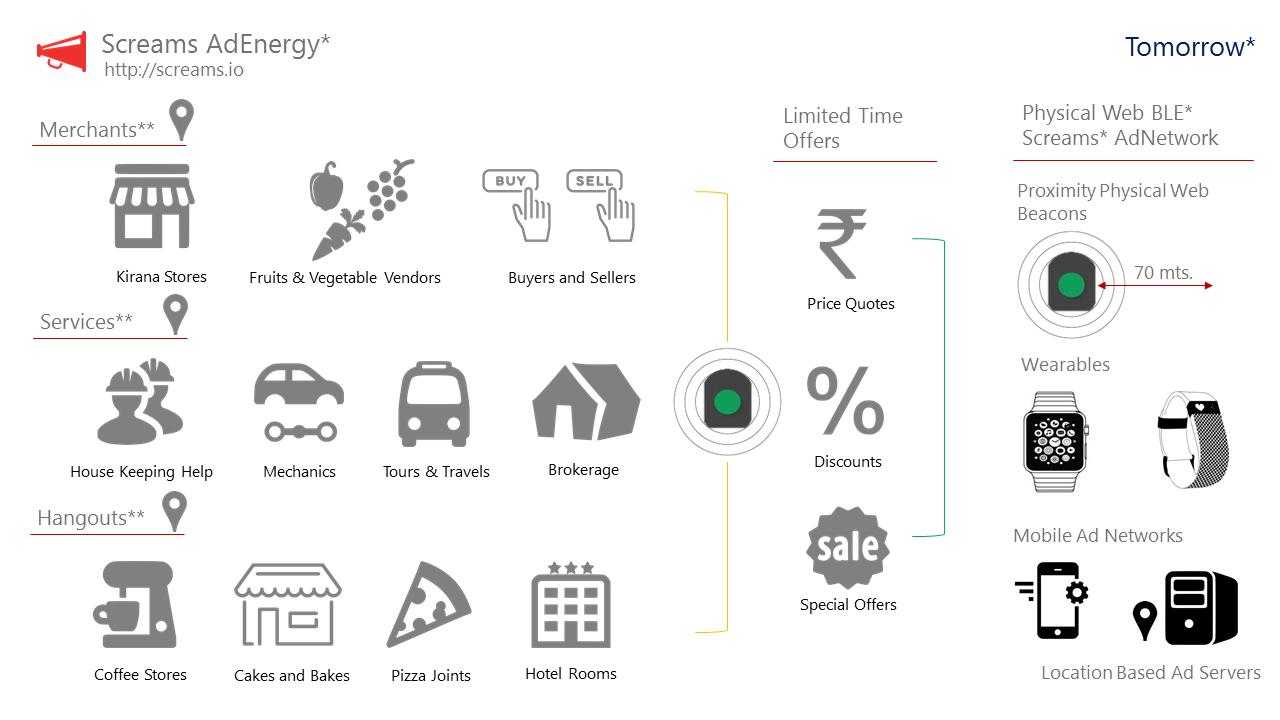 Screams AdEnergy*
http://screams.io
Tomorrow*
Merchants**
Kirana Stores
Fruits & Vegetable Vendors
BUY
SELL
Buyers and Sellers
Services**
House Keeping Help
Mechanics
Tours & Travels
Brokerage
Hangouts**
Coffee Stores
Cakes and Bakes
Pizza Joints
Hotel Rooms
Limited Time
Offers
₹
Price Quotes
%
Discounts
sale
Special Offers
Physical Web BLE*
Screams* AdNetwork
Proximity Physical Web
Beacons
70 mts.
Wearables
Mobile Ad Networks
Location Based Ad Servers